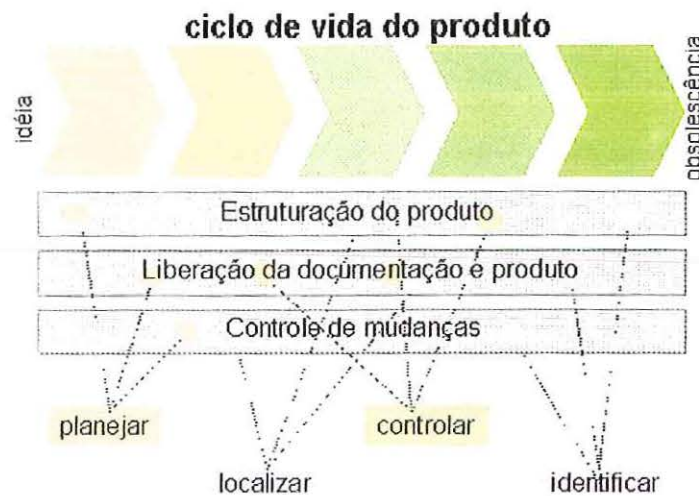 ciclo de vida do produto
idéia
obsolescência
Estruturação do produto
Liberação da documentação e produto
Controle de mudanças
planejar
controlar
localizar
identificar